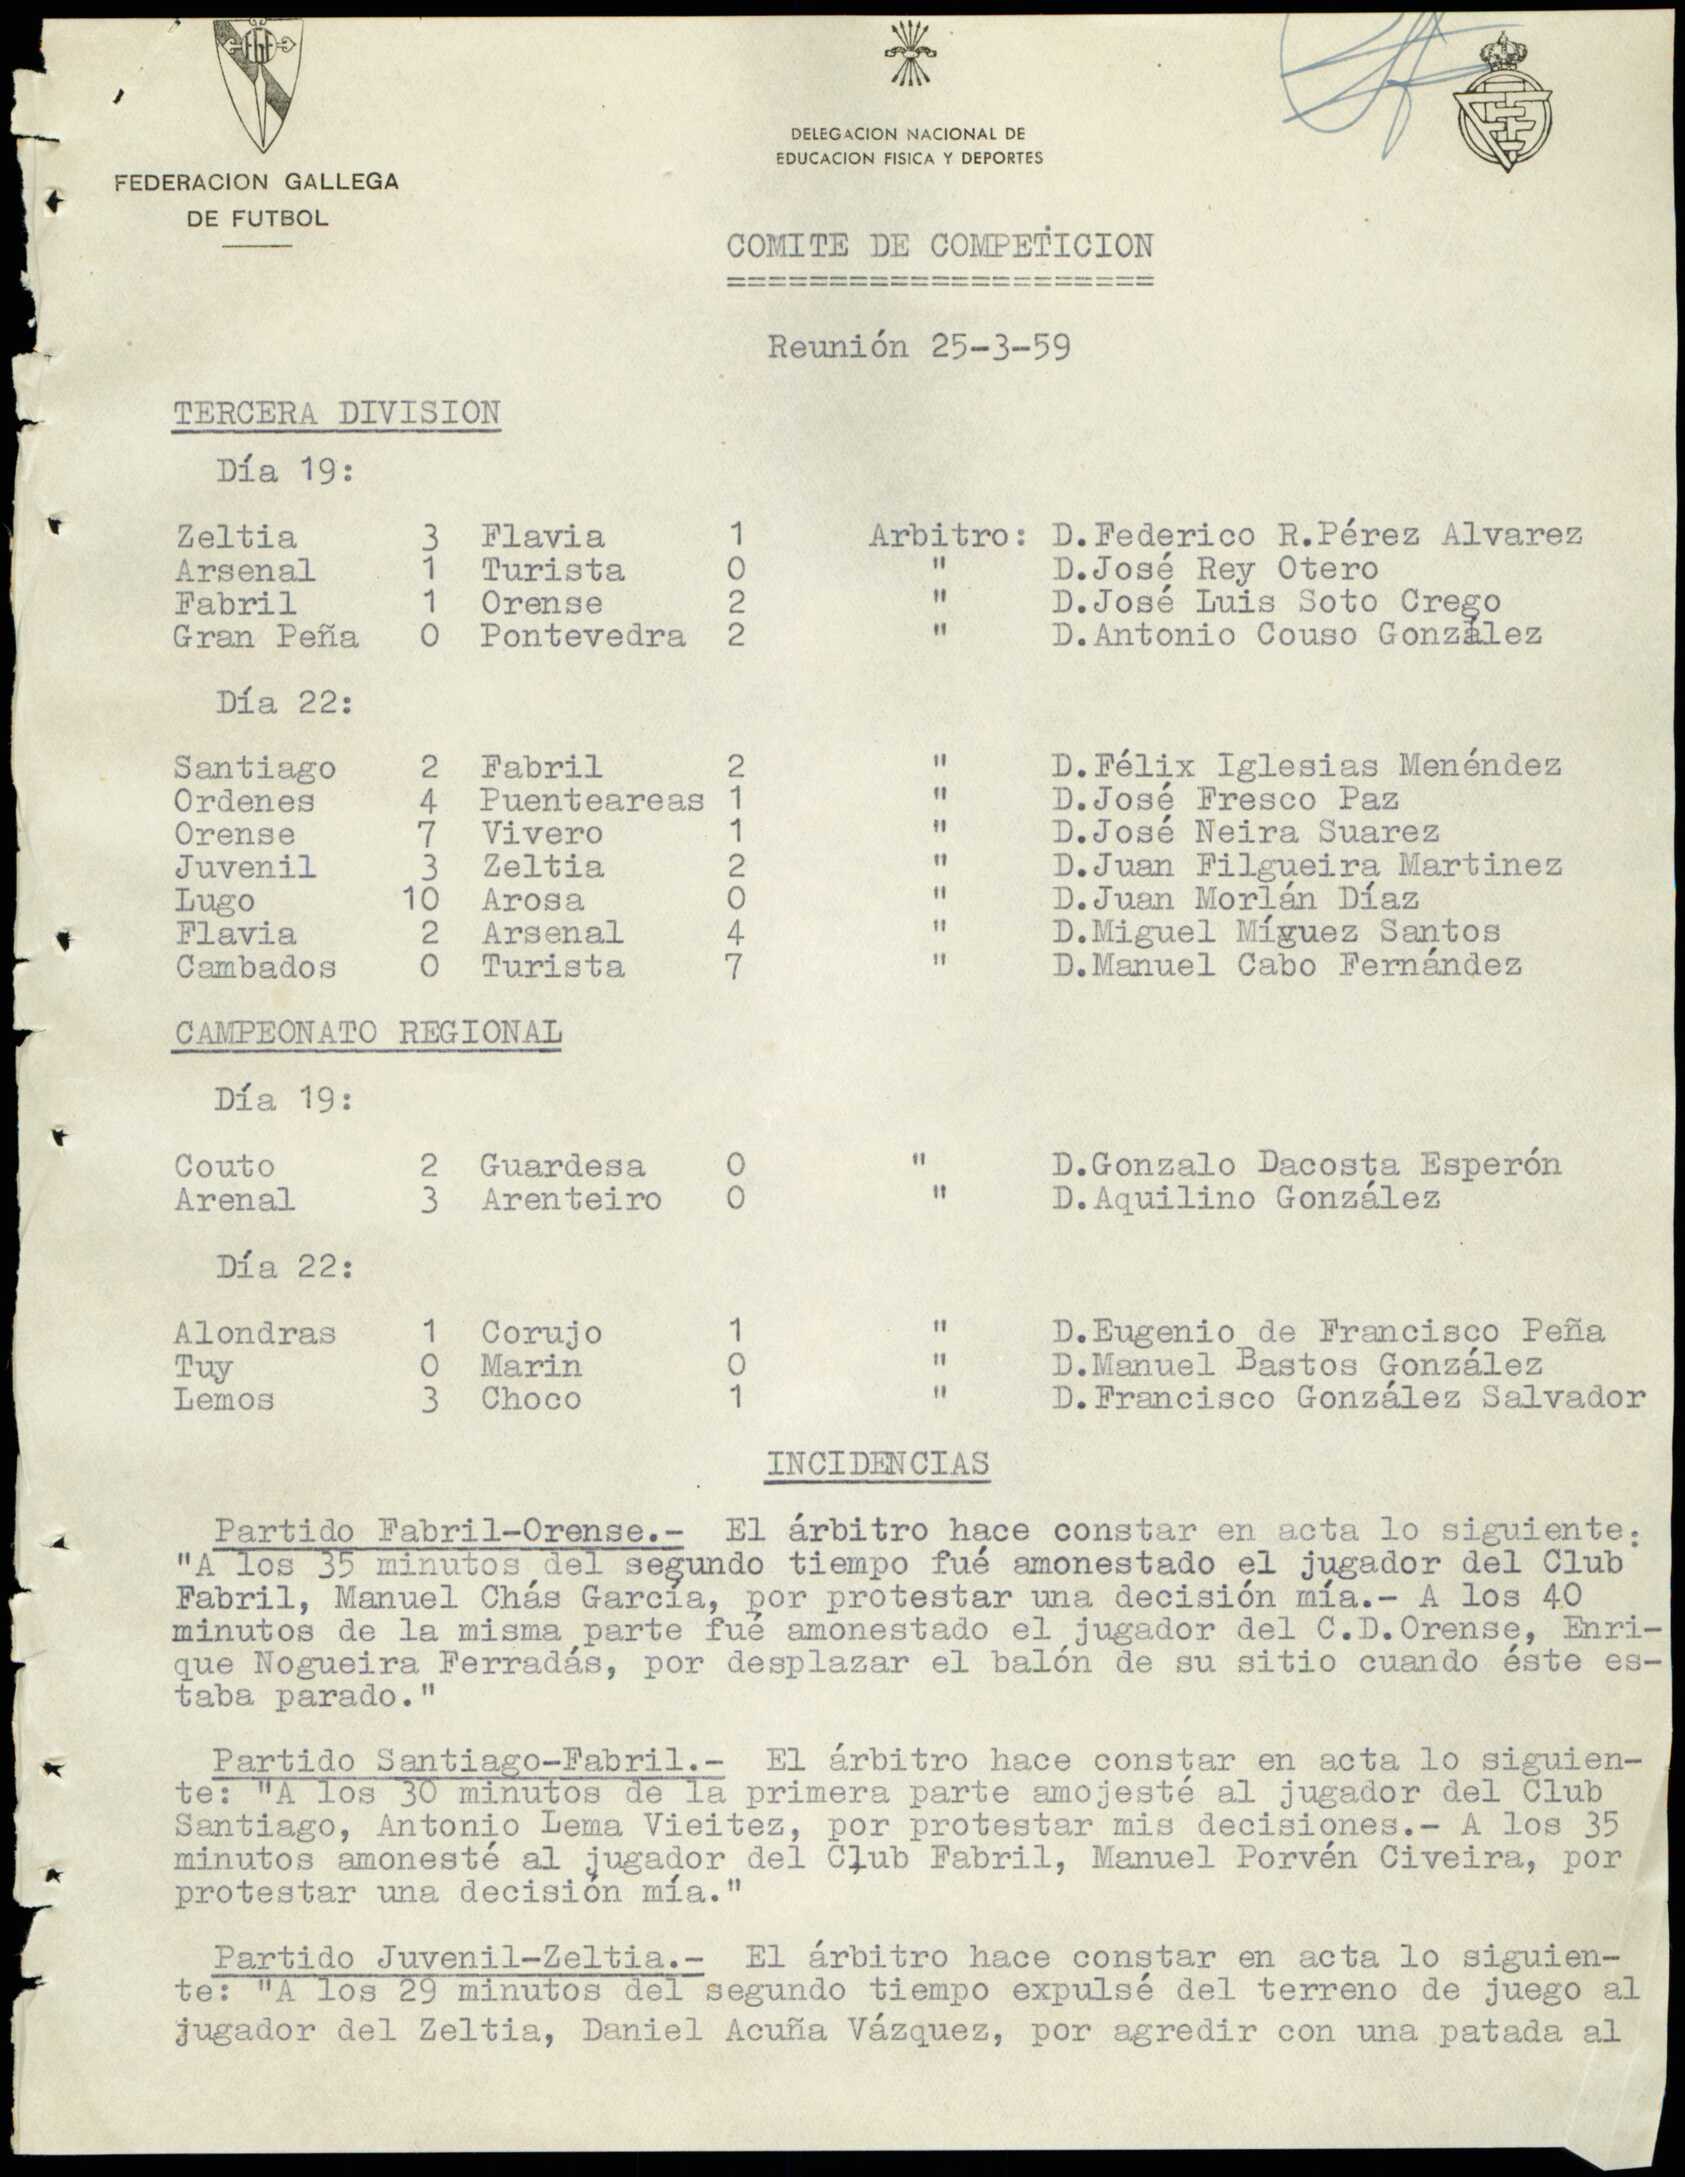 FGF
FEDERACION GALLEGA
DE FUTBOL
DELEGACION NACIONAL DE
EDUCACION FISICA Y DEPORTES
COMITE DE COMPETICION
=====================
Reunión 25-3-59
TERCERA DIVISION
Día 19:
Zeltia 3 Flavia 1 Arbitro: D.Federico R.Pérez Alvarez
Arsenal 1 Turista 0 " D.José Rey Otero
Fabril 1 Orense 2 " D.José Luis Soto Crego
Gran Peña 0 Pontevedra 2 " D.Antonio Couso González
Día 22:
Santiago 2 Fabril 2 " D.Félix Iglesias Menéndez
Ordenes 4 Puenteareas 1 " D.José Fresco Paz
Orense 7 Vivero 1 " D.José Neira Suarez
Juvenil 3 Zeltia 2 " D.Juan Filgueira Martinez
Lugo 10 Arosa 0 " D.Juan Morlán Díaz
Flavia 2 Arsenal 4 " D.Miguel Míguez Santos
Cambados 0 Turista 7 " D.Manuel Cabo Fernández
CAMPEONATO REGIONAL
Día 19:
Couto 2 Guardesa 0 " D.Gonzalo Dacosta Esperón
Arenal 3 Arenteiro 0 " D.Aquilino González
Día 22:
Alondras 1 Corujo 1 " D.Eugenio de Francisco Peña
Tuy 0 Marin 0 " D.Manuel Bastos González
Lemos 3 Choco 1 " D.Francisco González Salvador
INCIDENCIAS
Partido Fabril-Orense.- El árbitro hace constar en acta lo siguiente:
"A los 35 minutos del segundo tiempo fué amonestado el jugador del Club
Fabril, Manuel Chás García, por protestar una decisión mía.- A los 40
minutos de la misma parte fué amonestado el jugador del C.D.Orense, Enri-
que Nogueira Ferradás, por desplazar el balón de su sitio cuando éste es-
taba parado."
Partido Santiago-Fabril.- El árbitro hace constar en acta lo siguien-
te: "A los 30 minutos de la primera parte amojesté al jugador del Club
Santiago, Antonio Lema Vieitez, por protestar mis decisiones.- A los 35
minutos amonesté al jugador del Club Fabril, Manuel Porvén Civeira, por
protestar una decisión mía."
Partido Juvenil-Zeltia.- El árbitro hace constar en acta lo siguien-
te: "A los 29 minutos del segundo tiempo expulsé del terreno de juego al
jugador del Zeltia, Daniel Acuña Vázquez, por agredir con una patada al